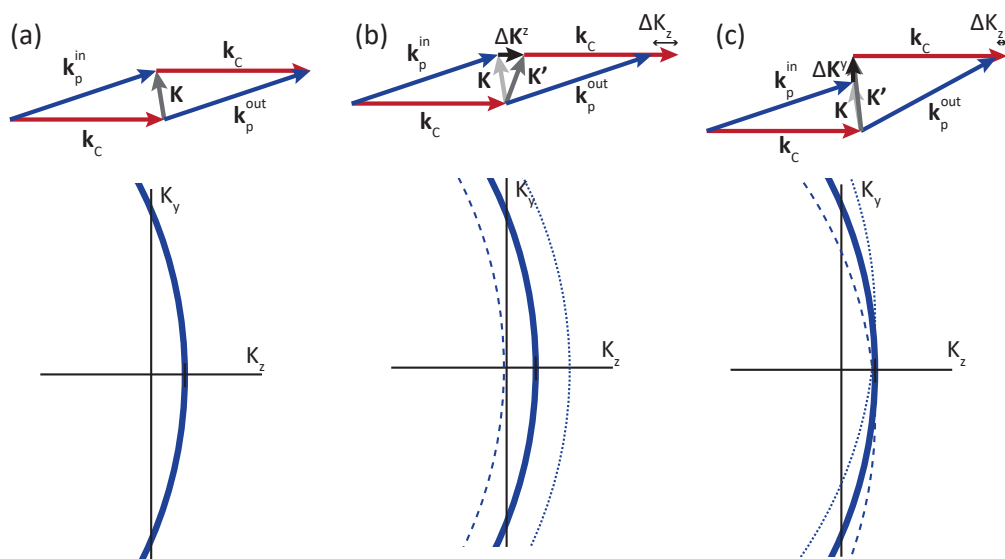 (a)
k_p^in
k_C
K
k_p^out
k_C
K_y
K_z
(b)
k_p^in
ΔK^z
k_C
ΔK_z
K
K'
k_p^out
k_C
K_y
K_z
(c)
k_p^in
ΔK^y
k_C
ΔK_z
K
K'
k_p^out
k_C
K_y
K_z